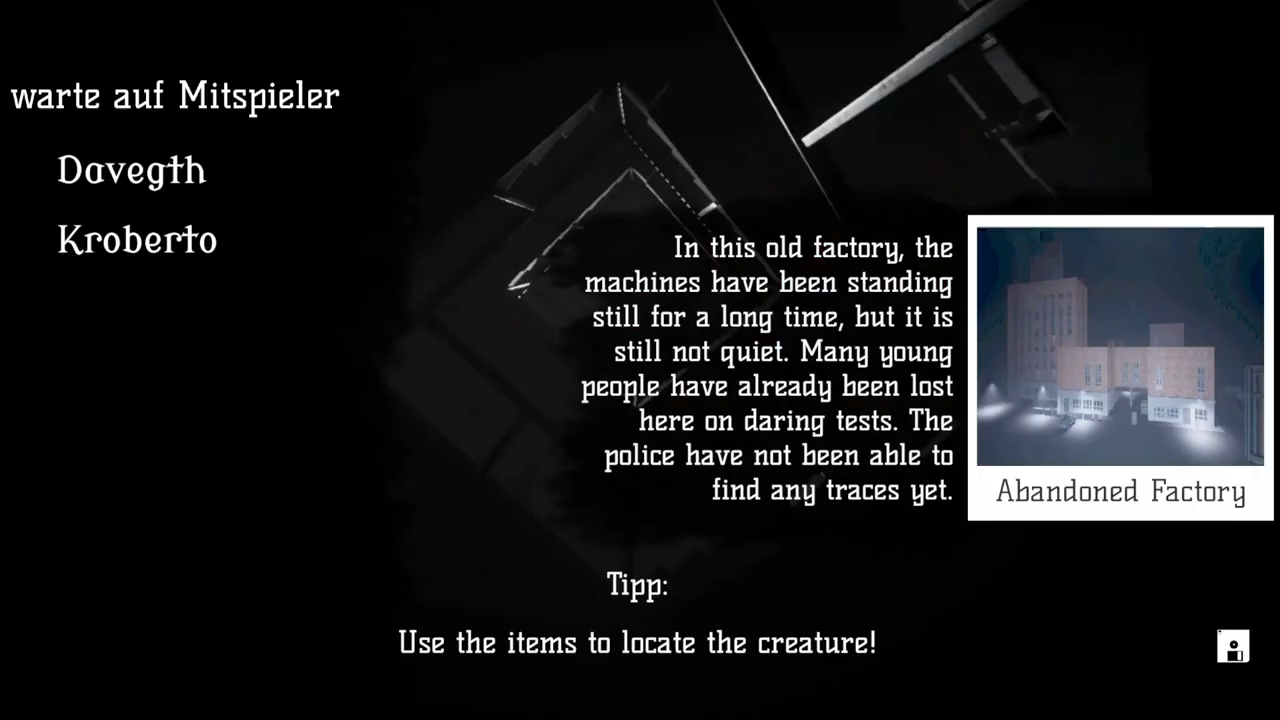 warte auf Mitspieler
Davegth
Kroberto
In this old factory, the
machines have been standing
still for a long time, but it is
still not quiet. Many young
people have already been lost
here on daring tests. The
police have not been able to
find any traces yet.
Abandoned Factory
Tipp:
Use the items to locate the creature!